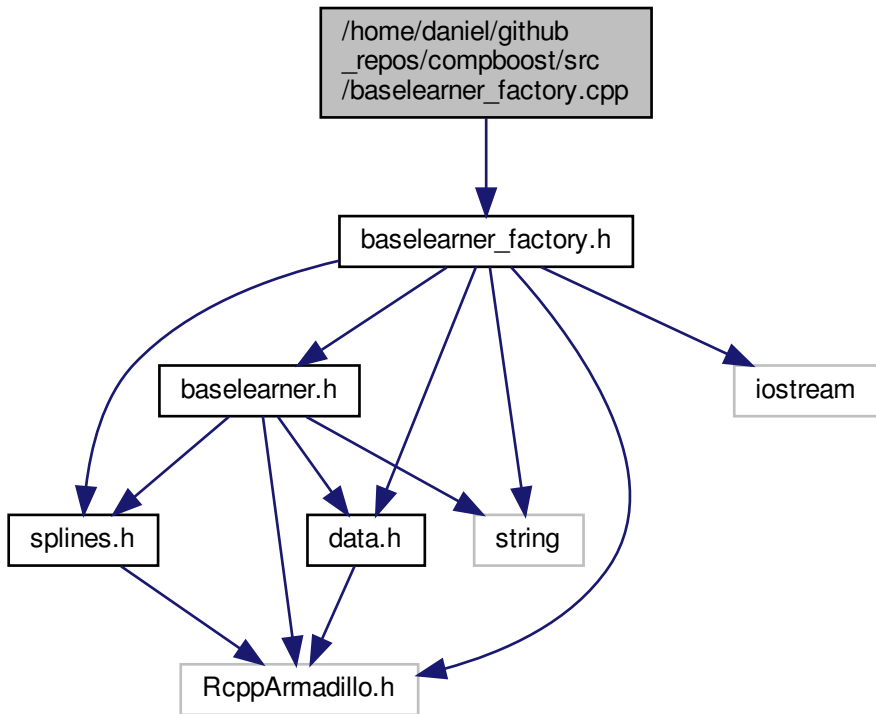 /home/daniel/github
_repos/compboost/src
/baselearner_factory.cpp
baselearner_factory.h
baselearner.h
iostream
splines.h
data.h
string
RcppArmadillo.h